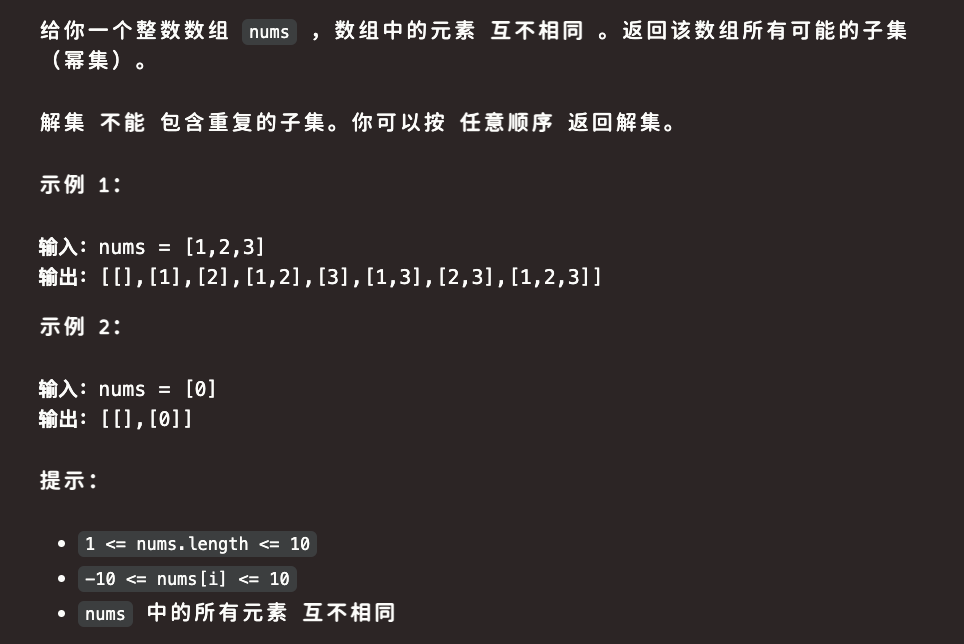 给你一个整数数组 nums ，数组中的元素 互不相同 。返回该数组所有可能的子集
（幂集）。
解集 不能 包含重复的子集。你可以按 任意顺序 返回解集。
示例 1：
输入：nums = [1,2,3]
输出：[[],[1],[2],[1,2],[3],[1,3],[2,3],[1,2,3]]
示例 2：
输入：nums = [0]
输出：[[],[0]]
提示：
• 1 <= nums.length <= 10
• -10 <= nums[i] <= 10
• nums 中的所有元素 互不相同